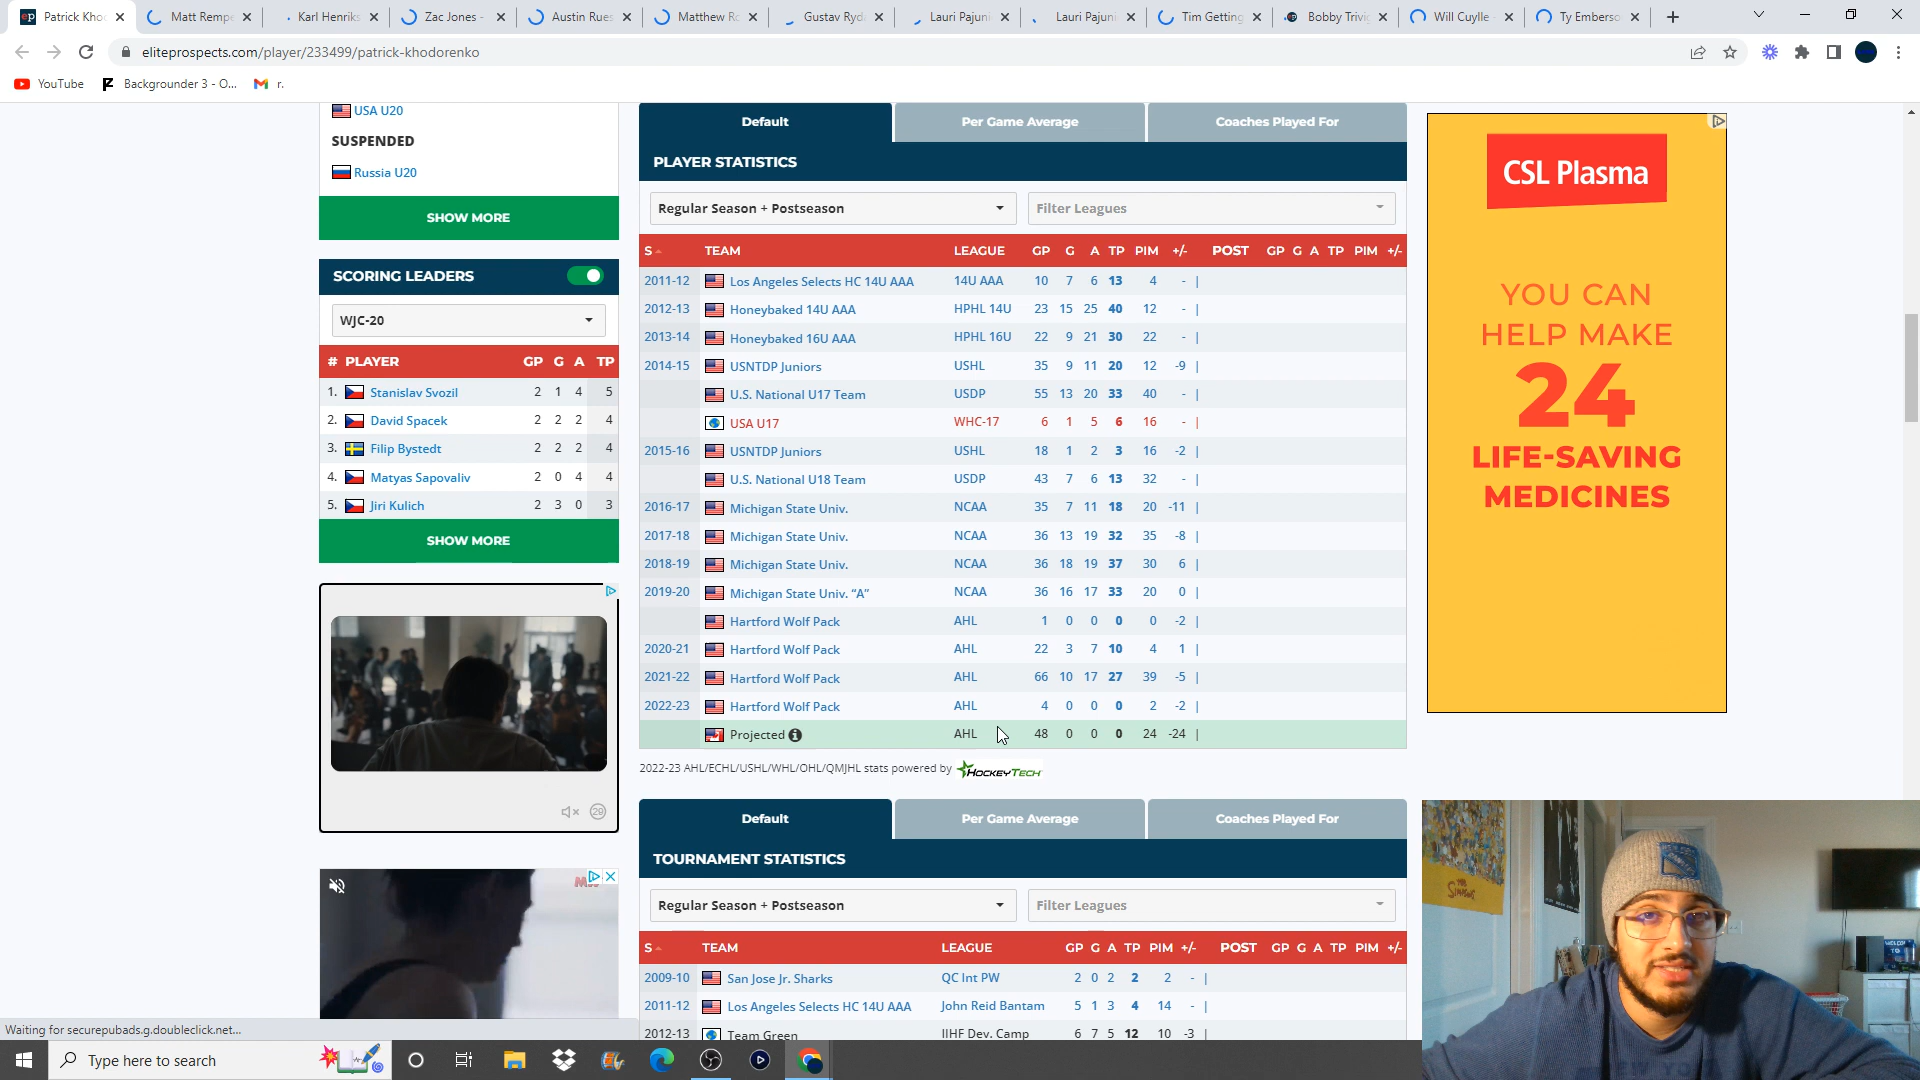 Patrick Khoc
Matt Rempe
Karl Henriks
Zac Jones -
Austin Rues
Matthew Ro
Gustav Ryda
Lauri Pajuni
Lauri Pajuni
Tim Getting
Bobby Trivig
Will Cuylle
Ty Emberso
eliteprospects.com/player/233499/patrick-khodorenko
YouTube
Backgrounder 3 - O...
r.
USA U20
SUSPENDED
Russia U20
SHOW MORE
SCORING LEADERS
WJC-20
# PLAYER GP G A TP
1. Stanislav Svozil 2 1 4 5
2. David Spacek 2 2 2 4
3. Filip Bystedt 2 2 2 4
4. Matyas Sapovaliv 2 0 4 4
5. Jiri Kulich 2 3 0 3
SHOW MORE
29
Default Per Game Average Coaches Played For
PLAYER STATISTICS
Regular Season + Postseason Filter Leagues
S TEAM LEAGUE GP G A TP PIM +/- POST GP G A TP PIM +/-
2011-12 Los Angeles Selects HC 14U AAA 14U AAA 10 7 6 13 4 - |
2012-13 Honeybaked 14U AAA HPHL 14U 23 15 25 40 12 - |
2013-14 Honeybaked 16U AAA HPHL 16U 22 9 21 30 22 - |
2014-15 USNTDP Juniors USHL 35 9 11 20 12 -9 |
U.S. National U17 Team USDP 55 13 20 33 40 - |
USA U17 WHC-17 6 1 5 6 16 - |
2015-16 USNTDP Juniors USHL 18 1 2 3 16 -2 |
U.S. National U18 Team USDP 43 7 6 13 32 - |
2016-17 Michigan State Univ. NCAA 35 7 11 18 20 -11 |
2017-18 Michigan State Univ. NCAA 36 13 19 32 35 -8 |
2018-19 Michigan State Univ. NCAA 36 18 19 37 30 6 |
2019-20 Michigan State Univ. “A” NCAA 36 16 17 33 20 0 |
Hartford Wolf Pack AHL 1 0 0 0 0 -2 |
2020-21 Hartford Wolf Pack AHL 22 3 7 10 4 1 |
2021-22 Hartford Wolf Pack AHL 66 10 17 27 39 -5 |
2022-23 Hartford Wolf Pack AHL 4 0 0 0 2 -2 |
Projected AHL 48 0 0 0 24 -24 |
2022-23 AHL/ECHL/USHL/WHL/OHL/QMJHL stats powered by HOCKEYTECH
Default Per Game Average Coaches Played For
TOURNAMENT STATISTICS
Regular Season + Postseason Filter Leagues
S TEAM LEAGUE GP G A TP PIM +/- POST GP G A TP PIM +/-
2009-10 San Jose Jr. Sharks QC Int PW 2 0 2 2 2 - |
2011-12 Los Angeles Selects HC 14U AAA John Reid Bantam 5 1 3 4 14 - |
2012-13 Team Green IIHF Dev. Camp 6 7 5 12 10 -3 |
CSL Plasma
YOU CAN
HELP MAKE
24
LIFE-SAVING
MEDICINES
Waiting for securepubads.g.doubleclick.net...
Type here to search